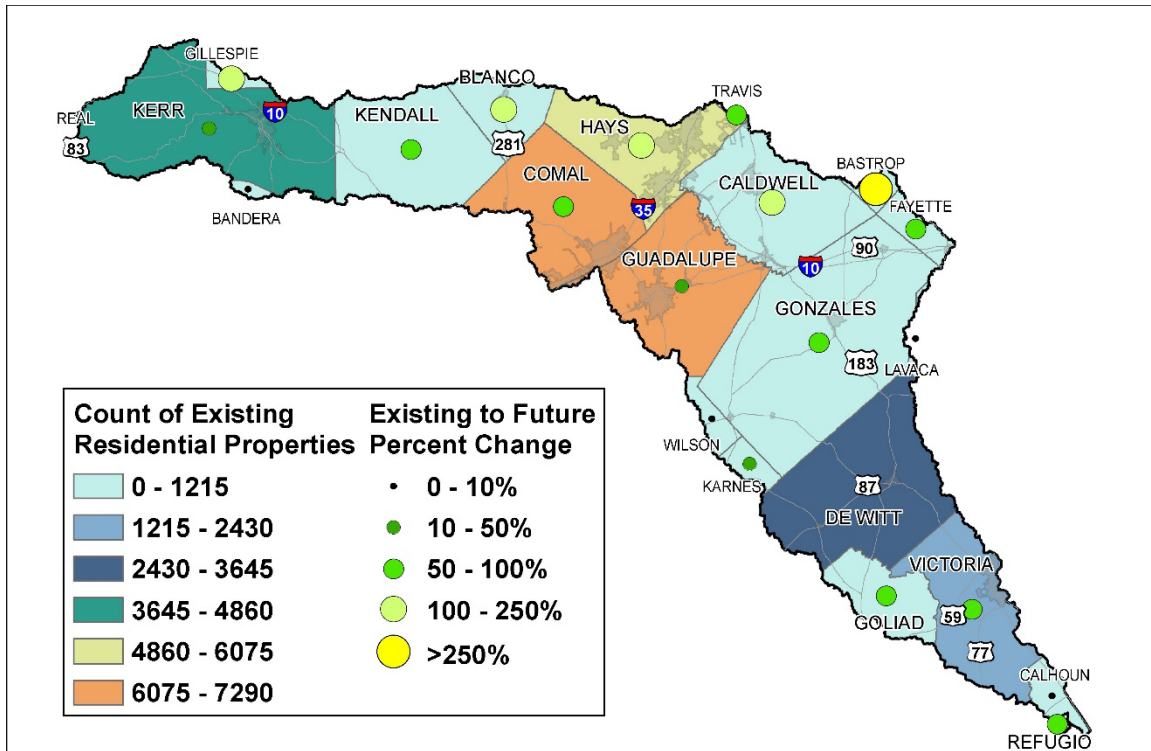 GILLESPIE
BLANCO
TRAVIS
REAL
KERR
10
KENDALL
HAYS
83
281
COMAL
BASTROP
CALDWELL
BANDERA
35
FAYETTE
90
GUADALUPE
10
GONZALES
183
LAVACA
WILSON
KARNES
87
DE WITT
VICTORIA
59
GOLIAD
77
CALHOUN
REFUGIO
Count of Existing
Residential Properties
0 - 1215
1215 - 2430
2430 - 3645
3645 - 4860
4860 - 6075
6075 - 7290
Existing to Future
Percent Change
0 - 10%
10 - 50%
50 - 100%
100 - 250%
>250%